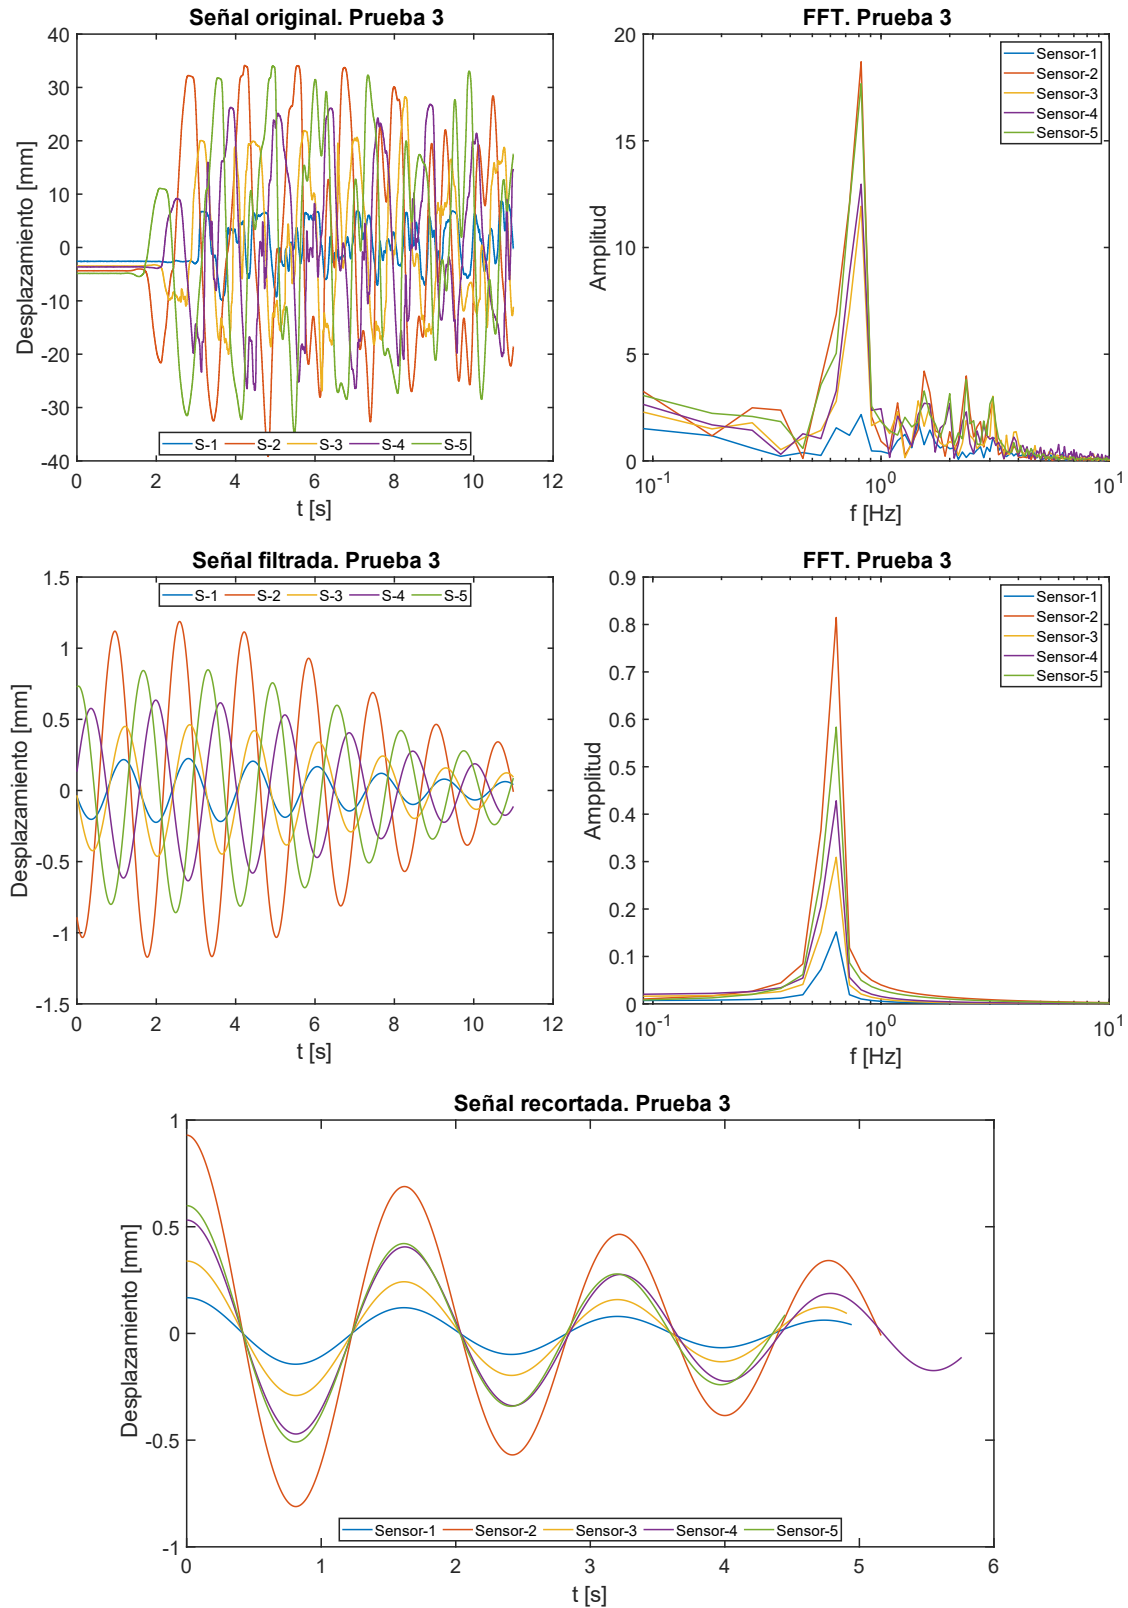 Señal original. Prueba 3
40
30
20
10
0
-10
-20
-30
-40
Desplazamiento [mm]
S-1 S-2 S-3 S-4 S-5
0 2 4 6 8 10 12
t [s]
FFT. Prueba 3
20
15
10
5
0
Amplitud
Sensor-1
Sensor-2
Sensor-3
Sensor-4
Sensor-5
10-1 100 101
f [Hz]
Señal filtrada. Prueba 3
1.5
1
0.5
0
-0.5
-1
-1.5
Desplazamiento [mm]
S-1 S-2 S-3 S-4 S-5
0 2 4 6 8 10 12
t [s]
FFT. Prueba 3
0.9
0.8
0.7
0.6
0.5
0.4
0.3
0.2
0.1
0
Ampplitud
Sensor-1
Sensor-2
Sensor-3
Sensor-4
Sensor-5
10-1 100 101
f [Hz]
Señal recortada. Prueba 3
1
0.5
0
-0.5
-1
Desplazamiento [mm]
Sensor-1 Sensor-2 Sensor-3 Sensor-4 Sensor-5
0 1 2 3 4 5 6
t [s]